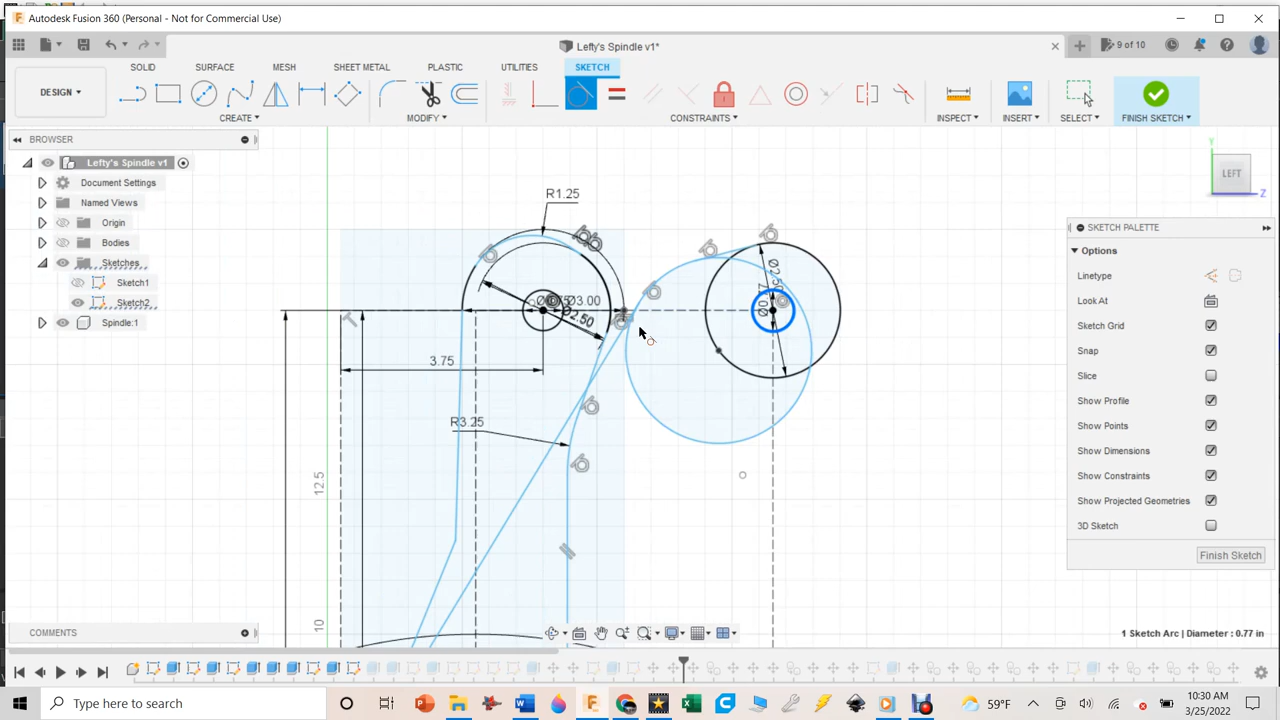 Autodesk Fusion 360 (Personal - Not for Commercial Use)
Lefty's Spindle v1*
9 of 10
SOLID SURFACE MESH SHEET METAL PLASTIC UTILITIES SKETCH
DESIGN
CREATE MODIFY CONSTRAINTS INSPECT INSERT SELECT FINISH SKETCH
BROWSER
Lefty's Spindle v1
Document Settings
Named Views
Origin
Bodies
Sketches
Sketch1
Sketch2
Spindle:1
Y
LEFT
Z
SKETCH PALETTE
Options
Linetype
Look At
Sketch Grid
Snap
Slice
Show Profile
Show Points
Show Dimensions
Show Constraints
Show Projected Geometries
3D Sketch
Finish Sketch
R1.25
Ø3.00
Ø2.50
3.75
R3.25
12.5
10
COMMENTS
1 Sketch Arc | Diameter : 0.77 in
Type here to search
59°F
10:30 AM
3/25/2022